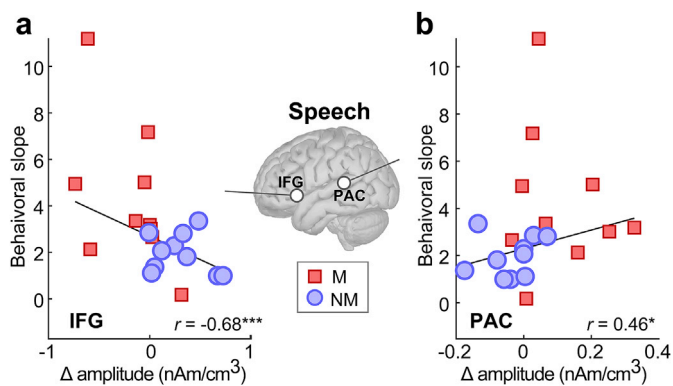 a
Behaivoral slope
10
8
6
4
2
0
IFG
r = -0.68***
-1
0
1
Δ amplitude (nAm/cm3)
Speech
IFG
PAC
M
NM
b
Behaivoral slope
10
8
6
4
2
0
PAC
r = 0.46*
-0.2
0
0.2
0.4
Δ amplitude (nAm/cm3)